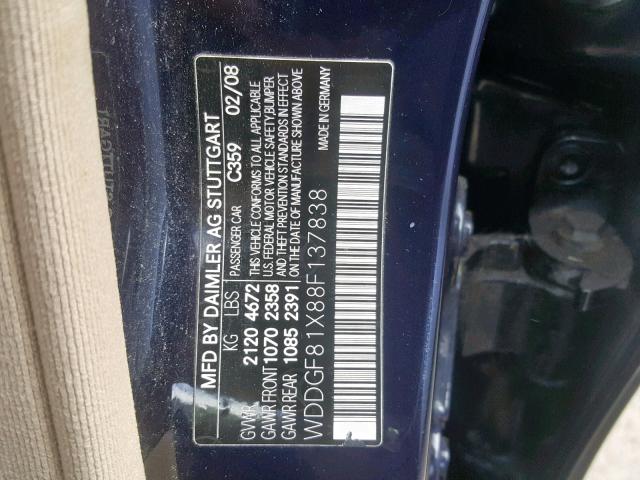 MFD BY DAIMLER AG STUTTGART
KG LBS PASSENGER CAR C359 02/08
GVWR 2120 4672 THIS VEHICLE CONFORMS TO ALL APPLICABLE
GAWR FRONT 1070 2358 U.S. FEDERAL MOTOR VEHICLE SAFETY, BUMPER
AND THEFT PREVENTION STANDARDS IN EFFECT
GAWR REAR 1085 2391 ON THE DATE OF MANUFACTURE SHOWN ABOVE
WDDGF81X88F137838 MADE IN GERMANY